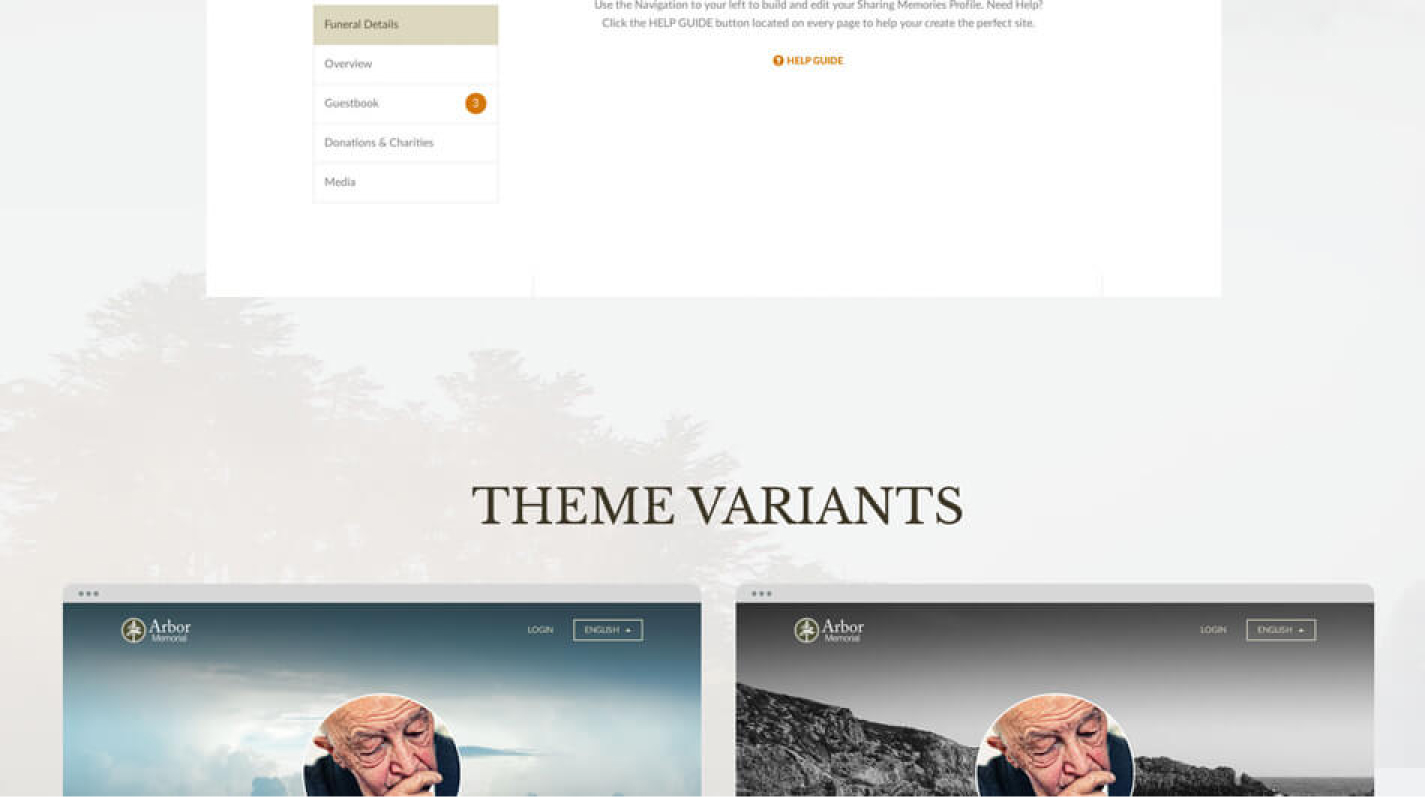 Use the Navigation to your left to build and edit your Sharing Memories Profile. Need Help?
Click the HELP GUIDE button located on every page to help your create the perfect site.
HELP GUIDE
Funeral Details
Overview
Guestbook 3
Donations & Charities
Media
THEME VARIANTS
Arbor
Memorial
LOGIN ENGLISH
Arbor
Memorial
LOGIN ENGLISH